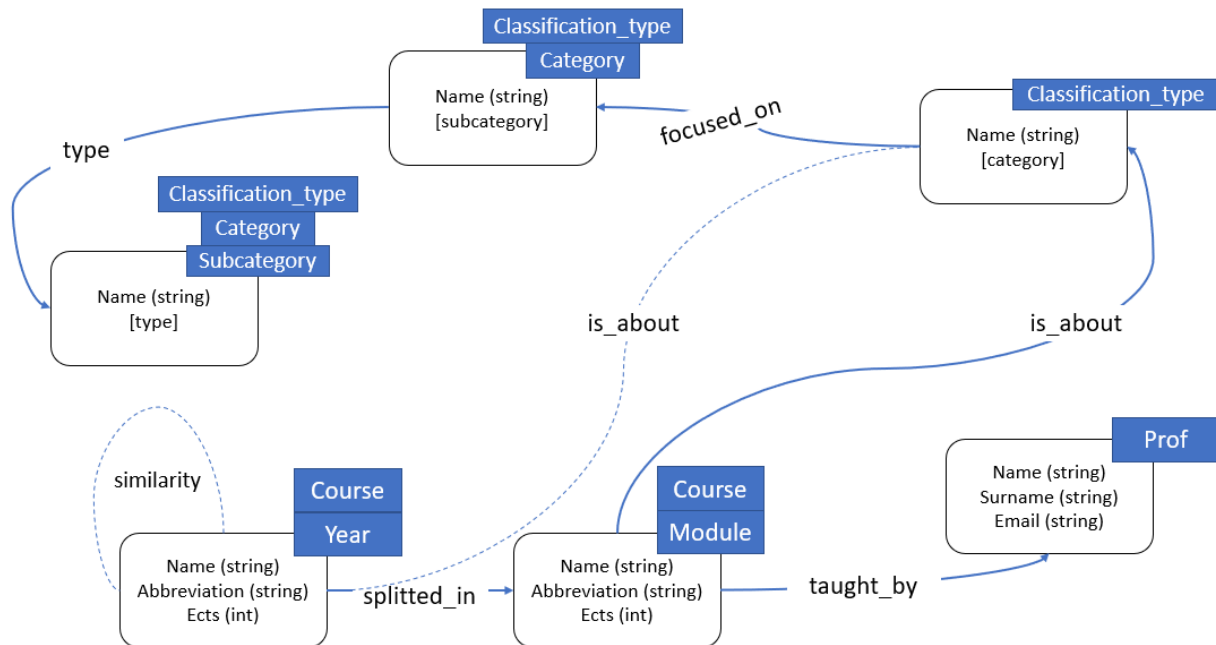 Classification_type
Category
Name (string)
[subcategory]
Classification_type
Name (string)
[category]
focused_on
type
Classification_type
Category
Subcategory
Name (string)
[type]
is_about
is_about
similarity
Course
Year
Name (string)
Abbreviation (string)
Ects (int)
splitted_in
Course
Module
Name (string)
Abbreviation (string)
Ects (int)
taught_by
Prof
Name (string)
Surname (string)
Email (string)